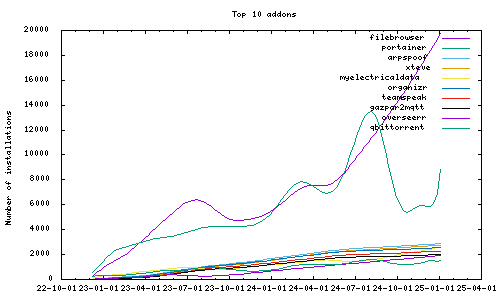 Top 10 addons
Number of installations
20000
18000
16000
14000
12000
10000
8000
6000
4000
2000
0
filebrowser
portainer
arpspoof
xteve
myelectricaldata
organizr
teamspeak
gazpar2mqtt
overseerr
qbittorrent
22-10-01 23-01-01 23-04-01 23-07-01 23-10-01 24-01-01 24-04-01 24-07-01 24-10-01 25-01-01 25-04-01